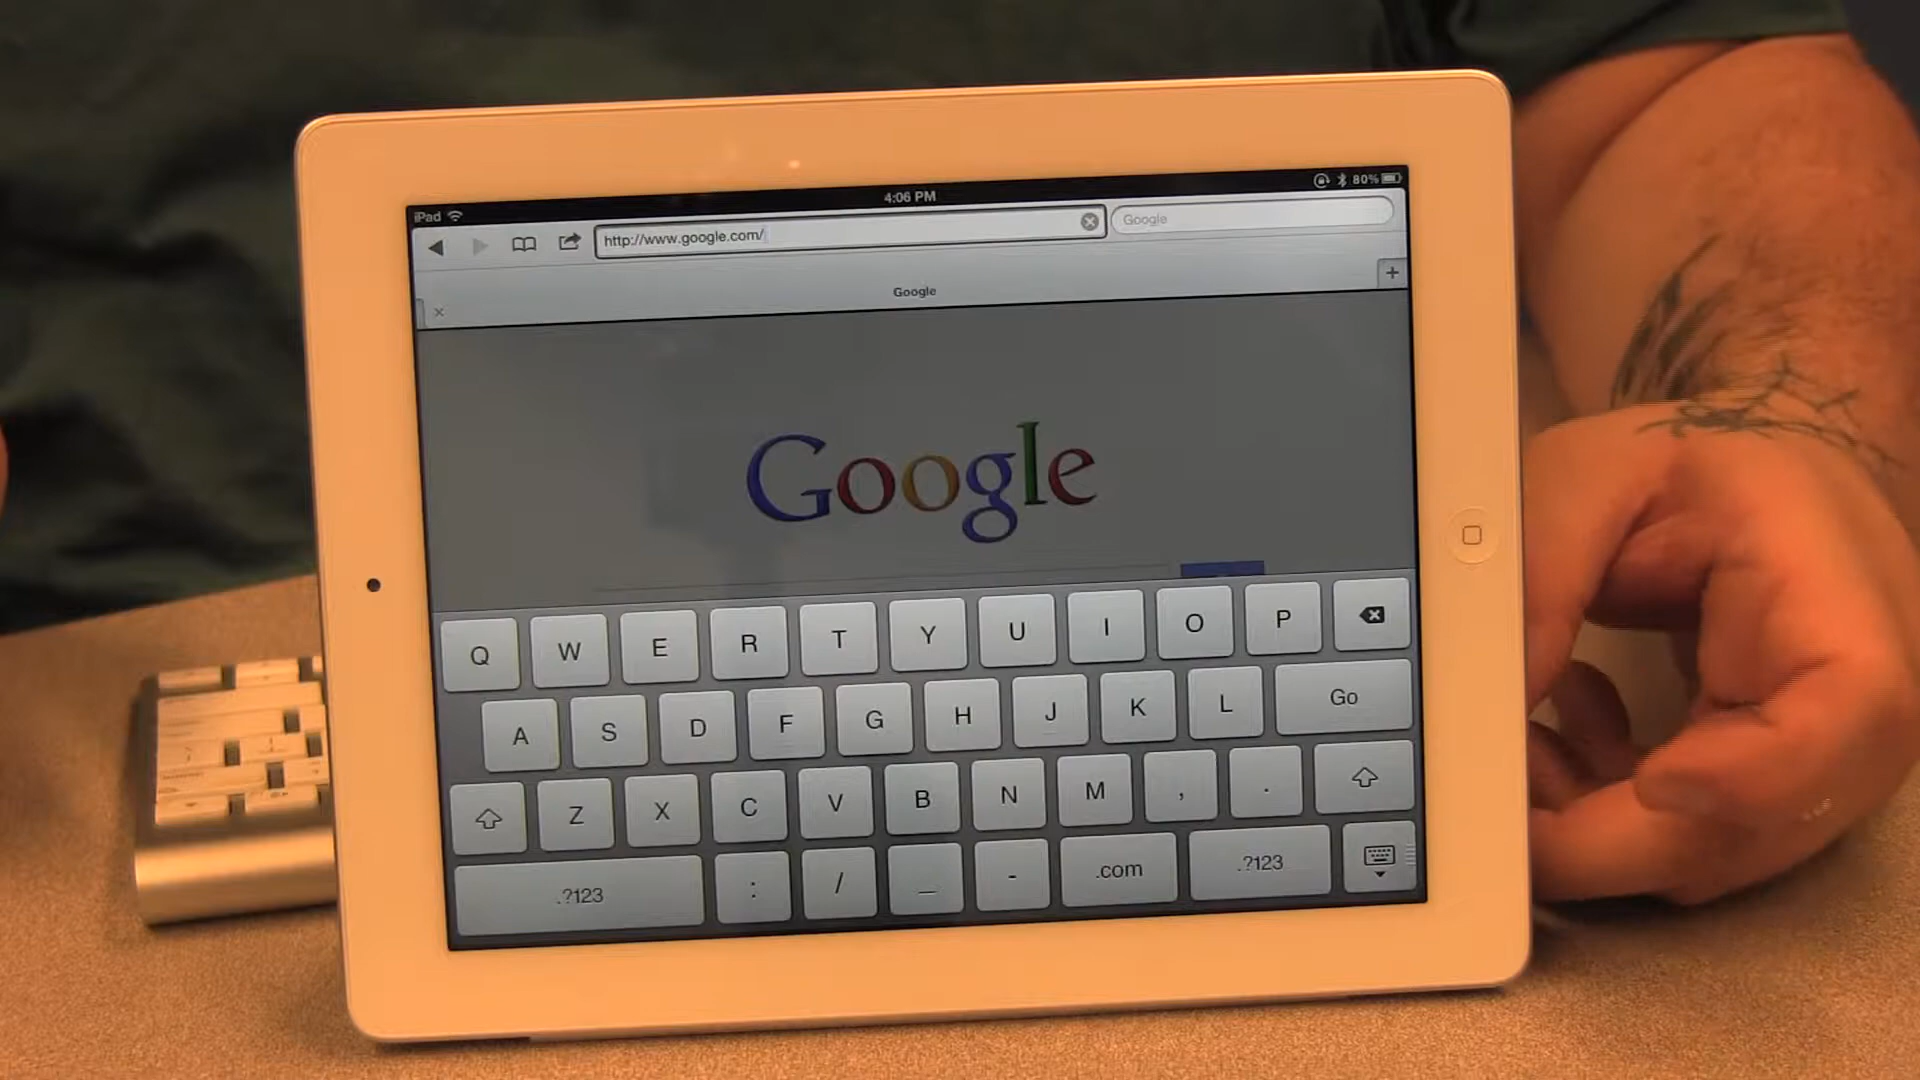 iPad 4:06 PM 80%
http://www.google.com/ Google
Google
Google
Q W E R T Y U I O P
A S D F G H J K L Go
Z X C V B N M , .
.?123 : / _ - .com .?123